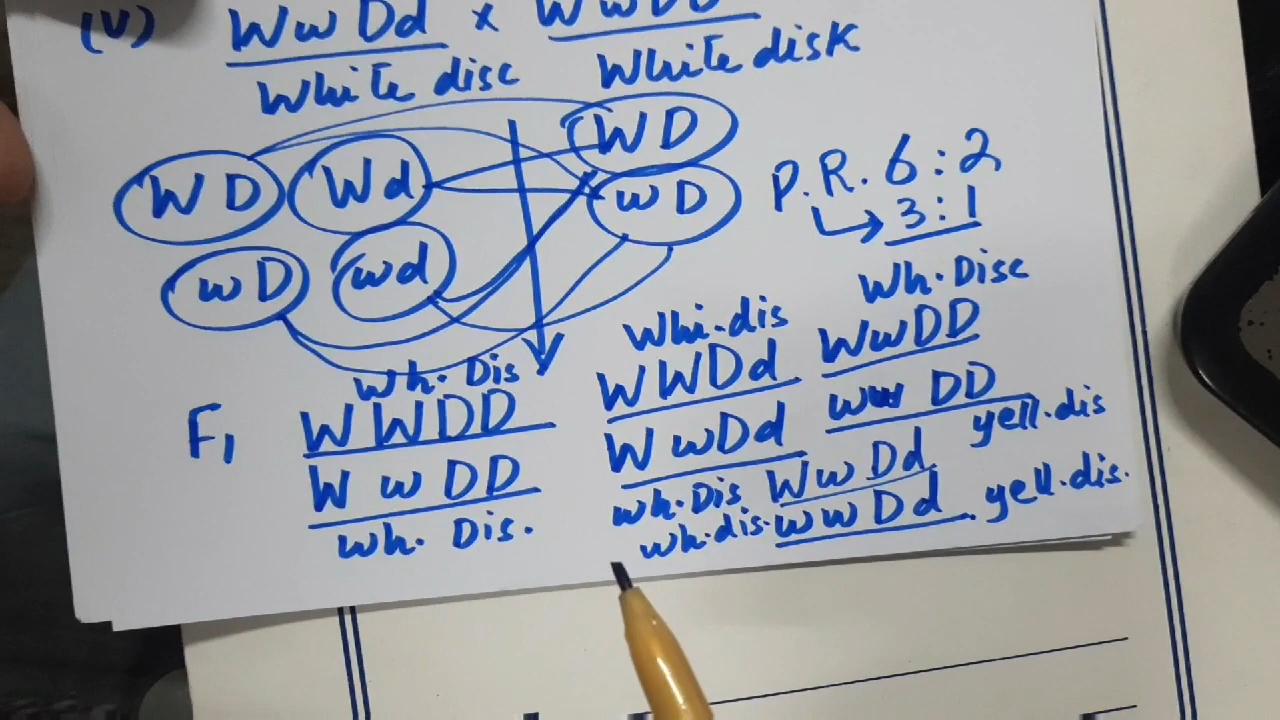 (V) WwDd x WwDD
White disc White disk
WD Wd WD
wD wd wD
P.R. 6:2
3:1
Wh. Disc
Whi.dis WwDD
wh. Dis WWDd ww DD
F1 WWDD WwDd yell.dis
WwDD wh.Dis WwDd
wh. Dis. wh.dis. wwDd yell.dis.